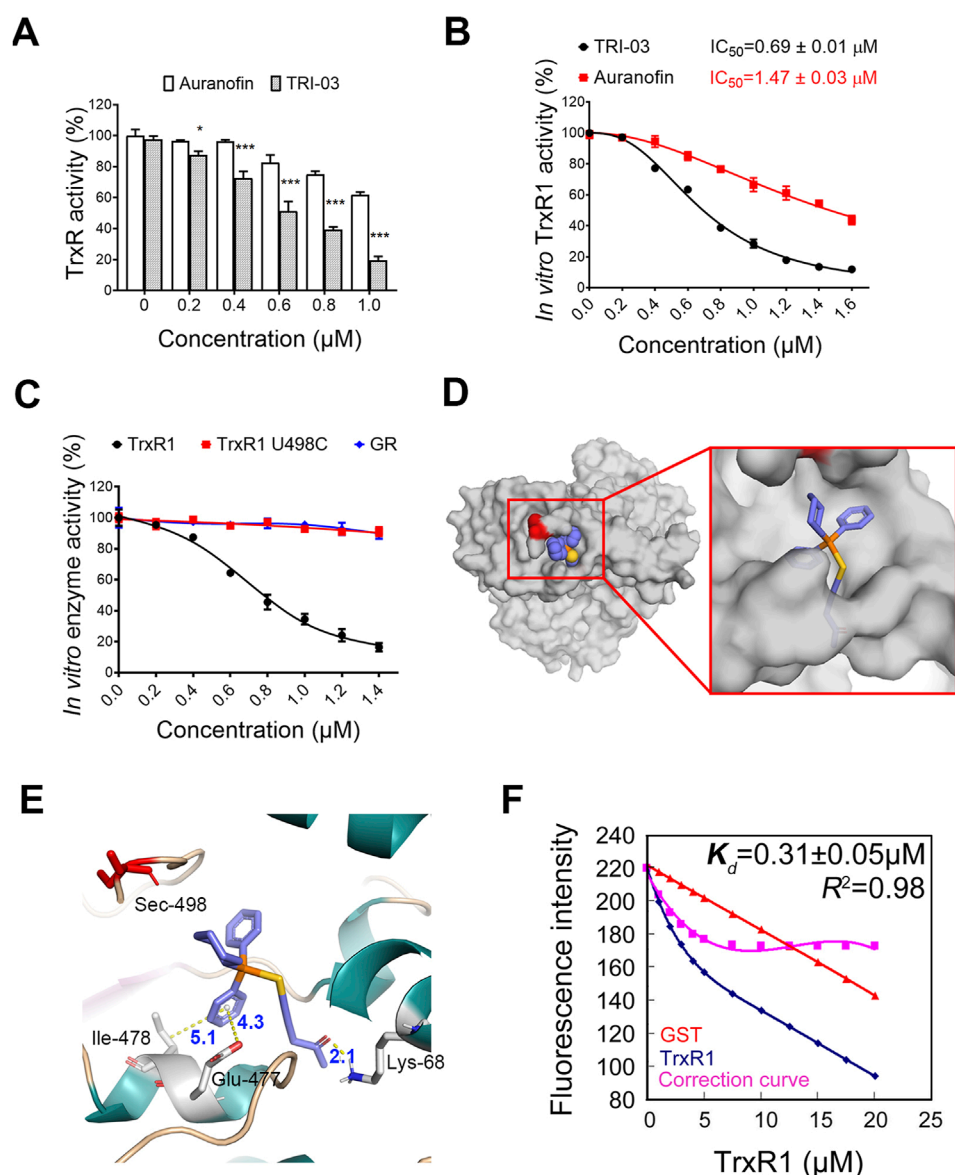 A
Auranofin TRI-03
TrxR activity (%)
120
100
80
60
40
20
0
* *** *** *** ***
0 0.2 0.4 0.6 0.8 1.0
Concentration (µM)
B
TRI-03 IC50=0.69 ± 0.01 µM
Auranofin IC50=1.47 ± 0.03 µM
In vitro TrxR1 activity (%)
120
100
80
60
40
20
0
0.0 0.2 0.4 0.6 0.8 1.0 1.2 1.4 1.6
Concentration (µM)
C
TrxR1 TrxR1 U498C GR
In vitro enzyme activity (%)
120
100
80
60
40
20
0
0.0 0.2 0.4 0.6 0.8 1.0 1.2 1.4
Concentration (µM)
D
E
Sec-498
Ile-478
5.1
4.3
Glu-477
2.1
Lys-68
F
Kd=0.31±0.05µM
R2=0.98
Fluorescence intensity
240
220
200
180
160
140
120
100
80
GST
TrxR1
Correction curve
0 5 10 15 20 25
TrxR1 (µM)